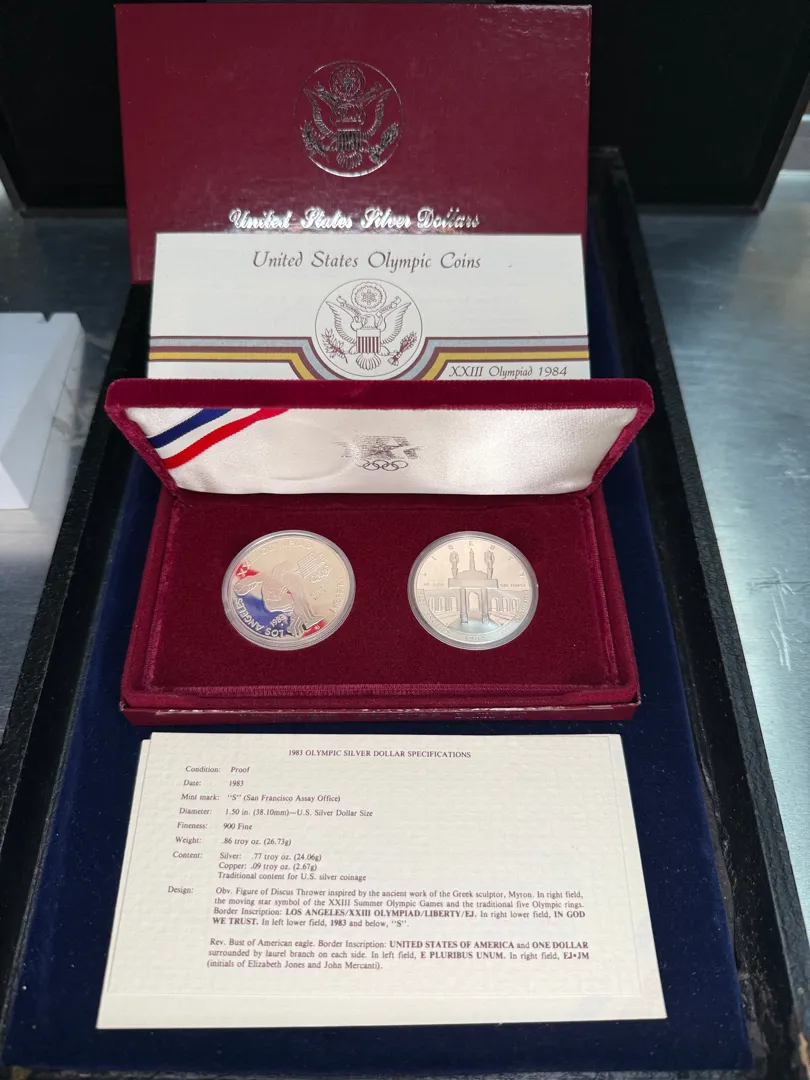 United States Silver Dollars
United States Olympic Coins
XXIII Olympiad 1984
LIBERTY
LOS ANGELES
1983
1983 OLYMPIC SILVER DOLLAR SPECIFICATIONS
Condition: Proof
Date: 1983
Mint mark: "S" (San Francisco Assay Office)
Diameter: 1.50 in. (38.10mm)—U.S. Silver Dollar Size
Fineness: 900 Fine
Weight: .86 troy oz. (26.73g)
Content: Silver: .77 troy oz. (24.06g)
Copper: .09 troy oz. (2.67g)
Traditional content for U.S. silver coinage
Design: Obv. Figure of Discus Thrower inspired by the ancient work of the Greek sculptor, Myron. In right field,
the moving star symbol of the XXIII Summer Olympic Games and the traditional five Olympic rings.
Border Inscription: LOS ANGELES/XXIII OLYMPIAD/LIBERTY/EJ. In right lower field, IN GOD
WE TRUST. In left lower field, 1983 and below, "S".
Rev. Bust of American eagle. Border Inscription: UNITED STATES OF AMERICA and ONE DOLLAR
surrounded by laurel branch on each side. In left field, E PLURIBUS UNUM. In right field, EJ•JM
(initials of Elizabeth Jones and John Mercanti).